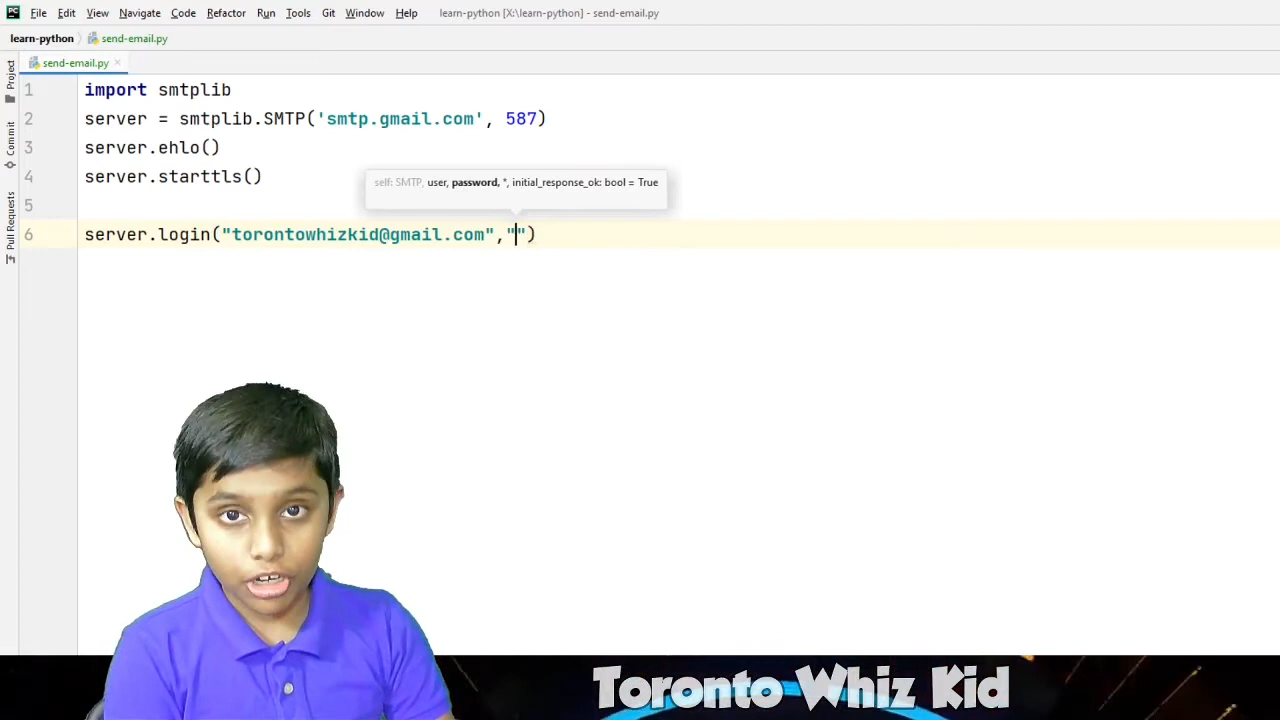 PC File Edit View Navigate Code Refactor Run Tools Git Window Help learn-python [X:\learn-python] - send-email.py
learn-python send-email.py
send-email.py
Project
Commit
Pull Requests
1 import smtplib
2 server = smtplib.SMTP('smtp.gmail.com', 587)
3 server.ehlo()
4 server.starttls()
self: SMTP, user, password, *, initial_response_ok: bool = True
5
6 server.login("torontowhizkid@gmail.com","")
Toronto Whiz Kid